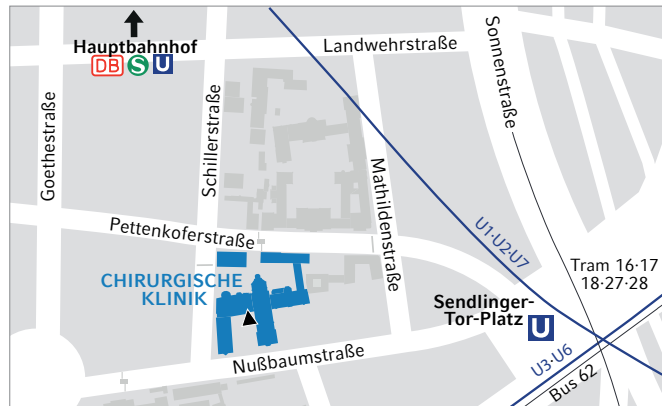 Hauptbahnhof
DB S U
Landwehrstraße
Sonnenstraße
Goethestraße
Schillerstraße
Mathildenstraße
Pettenkoferstraße
U1·U2·U7
CHIRURGISCHE
KLINIK
Tram 16·17
18·27·28
Sendlinger-
Tor-Platz
U
Nußbaumstraße
U3·U6
Bus 62